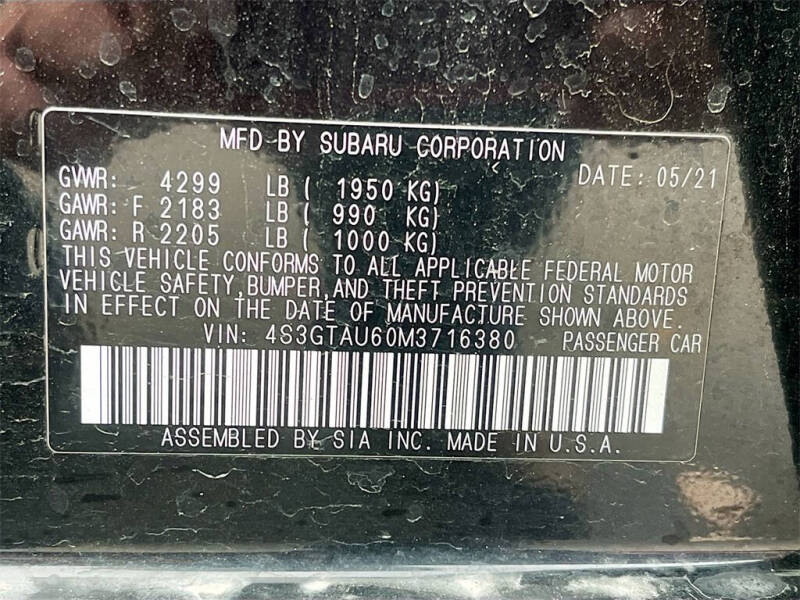 MFD BY SUBARU CORPORATION
GVWR: 4299 LB ( 1950 KG) DATE: 05/21
GAWR: F 2183 LB ( 990 KG)
GAWR: R 2205 LB ( 1000 KG)
THIS VEHICLE CONFORMS TO ALL APPLICABLE FEDERAL MOTOR
VEHICLE SAFETY, BUMPER, AND THEFT PREVENTION STANDARDS
IN EFFECT ON THE DATE OF MANUFACTURE SHOWN ABOVE.
VIN: 4S3GTAU60M3716380 PASSENGER CAR
ASSEMBLED BY SIA INC. MADE IN U.S.A.